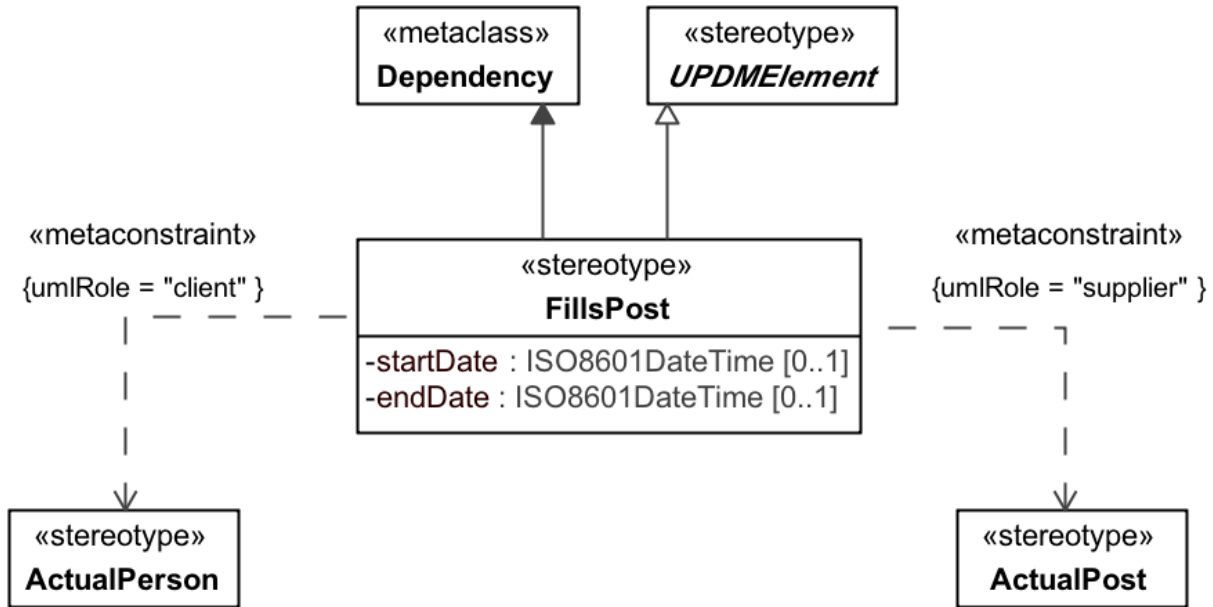 «metaclass»
Dependency
«stereotype»
UPDMElement
«metaconstraint»
{umlRole = "client" }
«metaconstraint»
{umlRole = "supplier" }
«stereotype»
FillsPost
-startDate : ISO8601DateTime [0..1]
-endDate : ISO8601DateTime [0..1]
«stereotype»
ActualPerson
«stereotype»
ActualPost